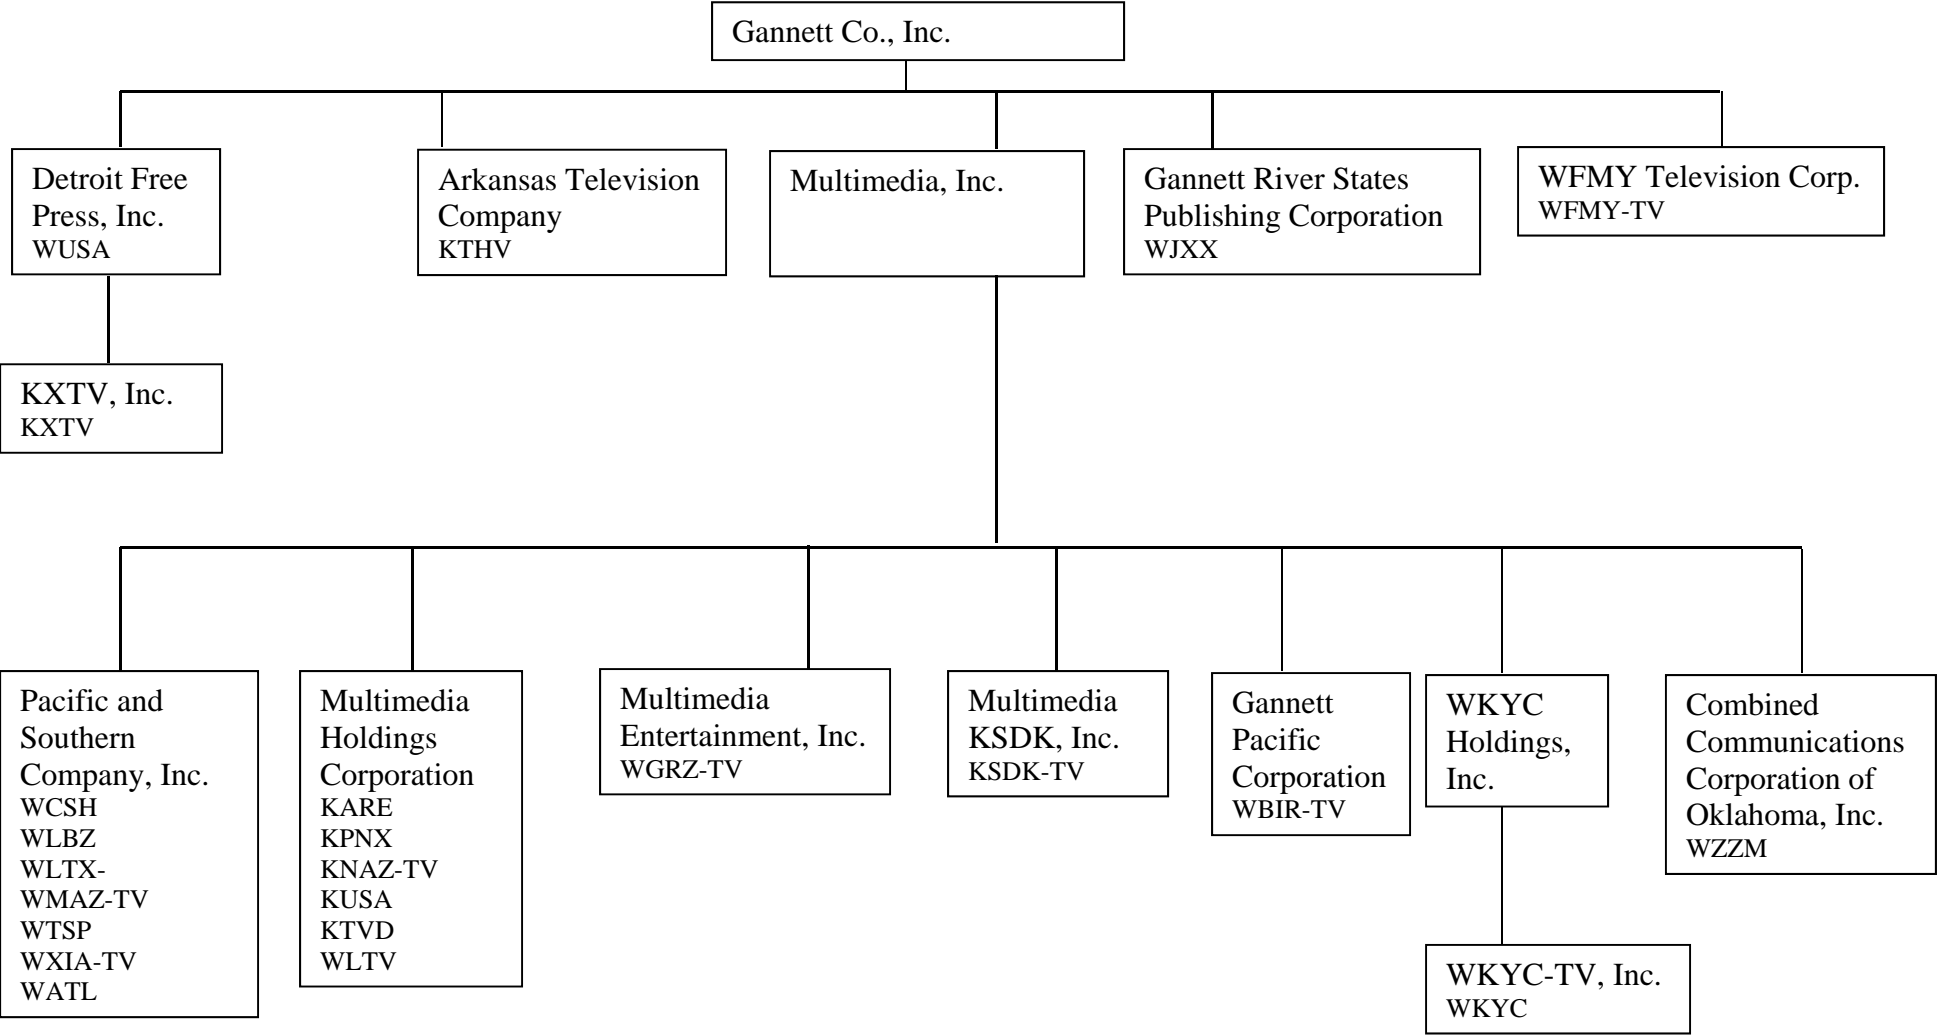 Gannett Co., Inc.
Detroit Free
Press, Inc.
WUSA
Arkansas Television
Company
KTHV
Multimedia, Inc.
Gannett River States
Publishing Corporation
WJXX
WFMY Television Corp.
WFMY-TV
KXTV, Inc.
KXTV
Pacific and
Southern
Company, Inc.
WCSH
WLBZ
WLTX-
WMAZ-TV
WTSP
WXIA-TV
WATL
Multimedia
Holdings
Corporation
KARE
KPNX
KNAZ-TV
KUSA
KTVD
WLTV
Multimedia
Entertainment, Inc.
WGRZ-TV
Multimedia
KSDK, Inc.
KSDK-TV
Gannett
Pacific
Corporation
WBIR-TV
WKYC
Holdings,
Inc.
Combined
Communications
Corporation of
Oklahoma, Inc.
WZZM
WKYC-TV, Inc.
WKYC